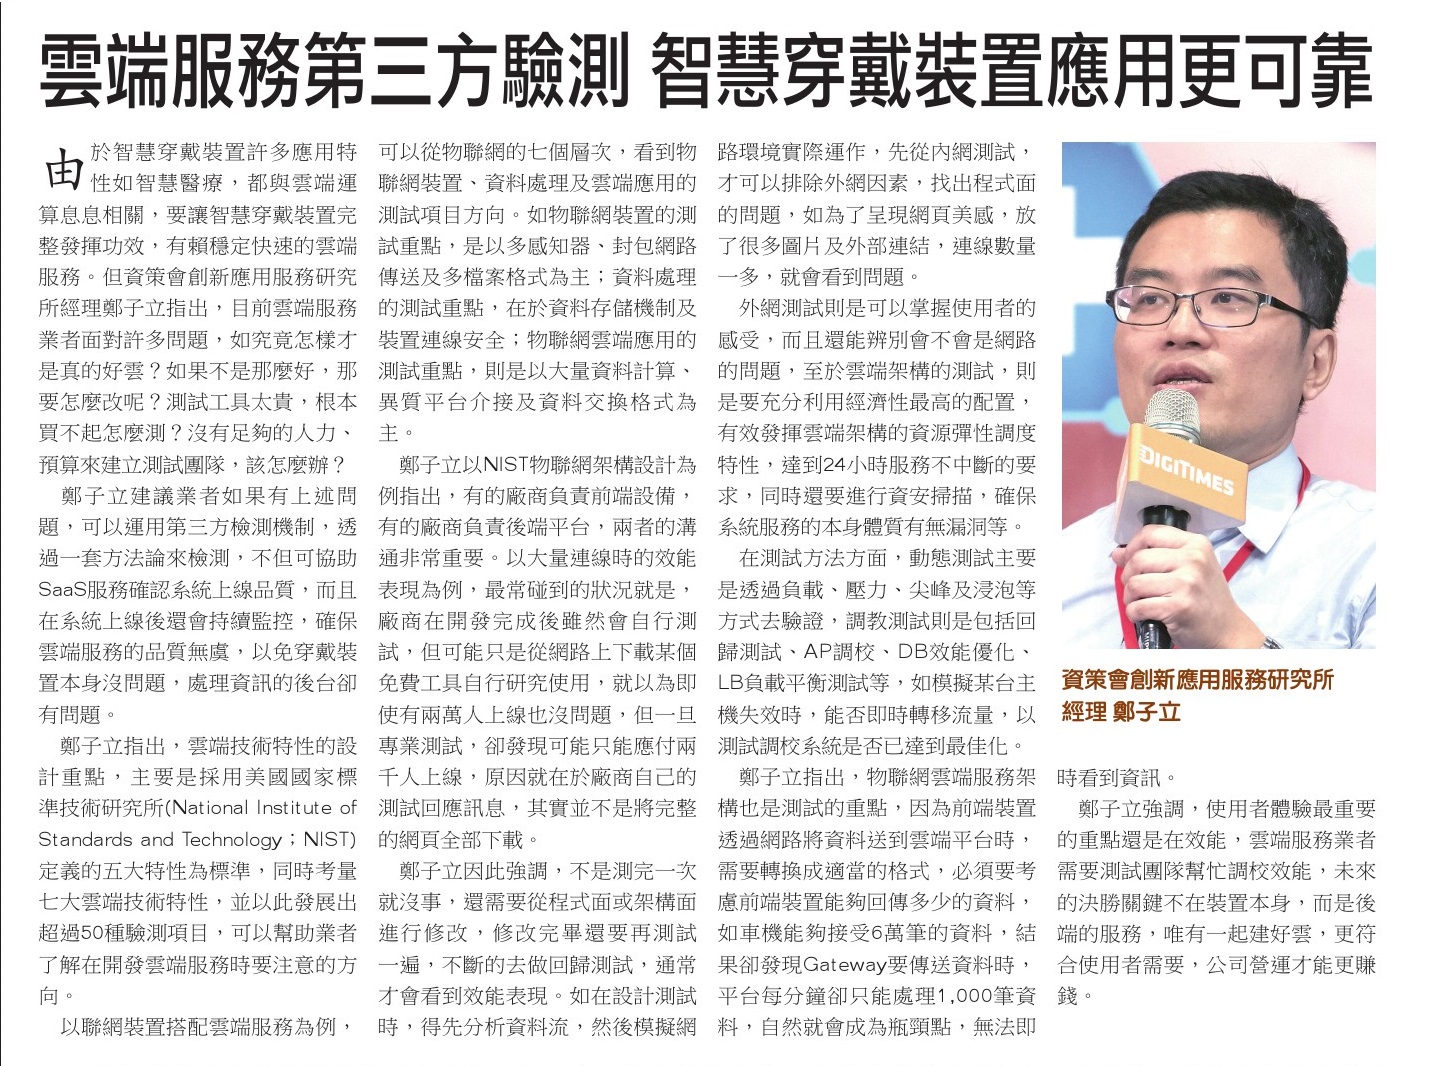 雲端服務第三方驗測 智慧穿戴裝置應用更可靠
由於智慧穿戴裝置許多應用特
性如智慧醫療，都與雲端運
算息息相關，要讓智慧穿戴裝置完
整發揮功效，有賴穩定快速的雲端
服務。但資策會創新應用服務研究
所經理鄭子立指出，目前雲端服務
業者面對許多問題，如究竟怎樣才
是真的好雲？如果不是那麼好，那
要怎麼改呢？測試工具太貴，根本
買不起怎麼測？沒有足夠的人力、
預算來建立測試團隊，該怎麼辦？
鄭子立建議業者如果有上述問
題，可以運用第三方檢測機制，透
過一套方法論來檢測，不但可協助
SaaS服務確認系統上線品質，而且
在系統上線後還會持續監控，確保
雲端服務的品質無虞，以免穿戴裝
置本身沒問題，處理資訊的後台卻
有問題。
鄭子立指出，雲端技術特性的設
計重點，主要是採用美國國家標
準技術研究所(National Institute of
Standards and Technology；NIST)
定義的五大特性為標準，同時考量
七大雲端技術特性，並以此發展出
超過50種驗測項目，可以幫助業者
了解在開發雲端服務時要注意的方
向。
以聯網裝置搭配雲端服務為例，
可以從物聯網的七個層次，看到物
聯網裝置、資料處理及雲端應用的
測試項目方向。如物聯網裝置的測
試重點，是以多感知器、封包網路
傳送及多檔案格式為主；資料處理
的測試重點，在於資料存儲機制及
裝置連線安全；物聯網雲端應用的
測試重點，則是以大量資料計算、
異質平台介接及資料交換格式為
主。
鄭子立以NIST物聯網架構設計為
例指出，有的廠商負責前端設備，
有的廠商負責後端平台，兩者的溝
通非常重要。以大量連線時的效能
表現為例，最常碰到的狀況就是，
廠商在開發完成後雖然會自行測
試，但可能只是從網路上下載某個
免費工具自行研究使用，就以為即
使有兩萬人上線也沒問題，但一旦
專業測試，卻發現可能只能應付兩
千人上線，原因就在於廠商自己的
測試回應訊息，其實並不是將完整
的網頁全部下載。
鄭子立因此強調，不是測完一次
就沒事，還需要從程式面或架構面
進行修改，修改完畢還要再測試
一遍，不斷的去做回歸測試，通常
才會看到效能表現。如在設計測試
時，得先分析資料流，然後模擬網
路環境實際運作，先從內網測試，
才可以排除外網因素，找出程式面
的問題，如為了呈現網頁美感，放
了很多圖片及外部連結，連線數量
一多，就會看到問題。
外網測試則是可以掌握使用者的
感受，而且還能辨別會不會是網路
的問題，至於雲端架構的測試，則
是要充分利用經濟性最高的配置，
有效發揮雲端架構的資源彈性調度
特性，達到24小時服務不中斷的要
求，同時還要進行資安掃描，確保
系統服務的本身體質有無漏洞等。
在測試方法方面，動態測試主要
是透過負載、壓力、尖峰及浸泡等
方式去驗證，調教測試則是包括回
歸測試、AP調校、DB效能優化、
LB負載平衡測試等，如模擬某台主
機失效時，能否即時轉移流量，以
測試調校系統是否已達到最佳化。
鄭子立指出，物聯網雲端服務架
構也是測試的重點，因為前端裝置
透過網路將資料送到雲端平台時，
需要轉換成適當的格式，必須要考
慮前端裝置能夠回傳多少的資料，
如車機能夠接受6萬筆的資料，結
果卻發現Gateway要傳送資料時，
平台每分鐘卻只能處理1,000筆資
料，自然就會成為瓶頸點，無法即
DIGITIMES
資策會創新應用服務研究所
經理 鄭子立
時看到資訊。
鄭子立強調，使用者體驗最重要
的重點還是在效能，雲端服務業者
需要測試團隊幫忙調校效能，未來
的決勝關鍵不在裝置本身，而是後
端的服務，唯有一起建好雲，更符
合使用者需要，公司營運才能更賺
錢。